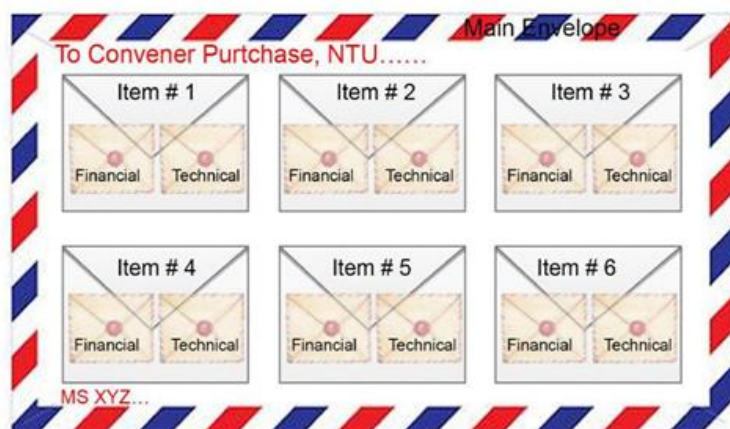 Main Envelope
To Convener Purtchase, NTU......
Item # 1
Item # 2
Item # 3
Financial Technical
Financial Technical
Financial Technical
Item # 4
Item # 5
Item # 6
Financial Technical
Financial Technical
Financial Technical
MS XYZ...